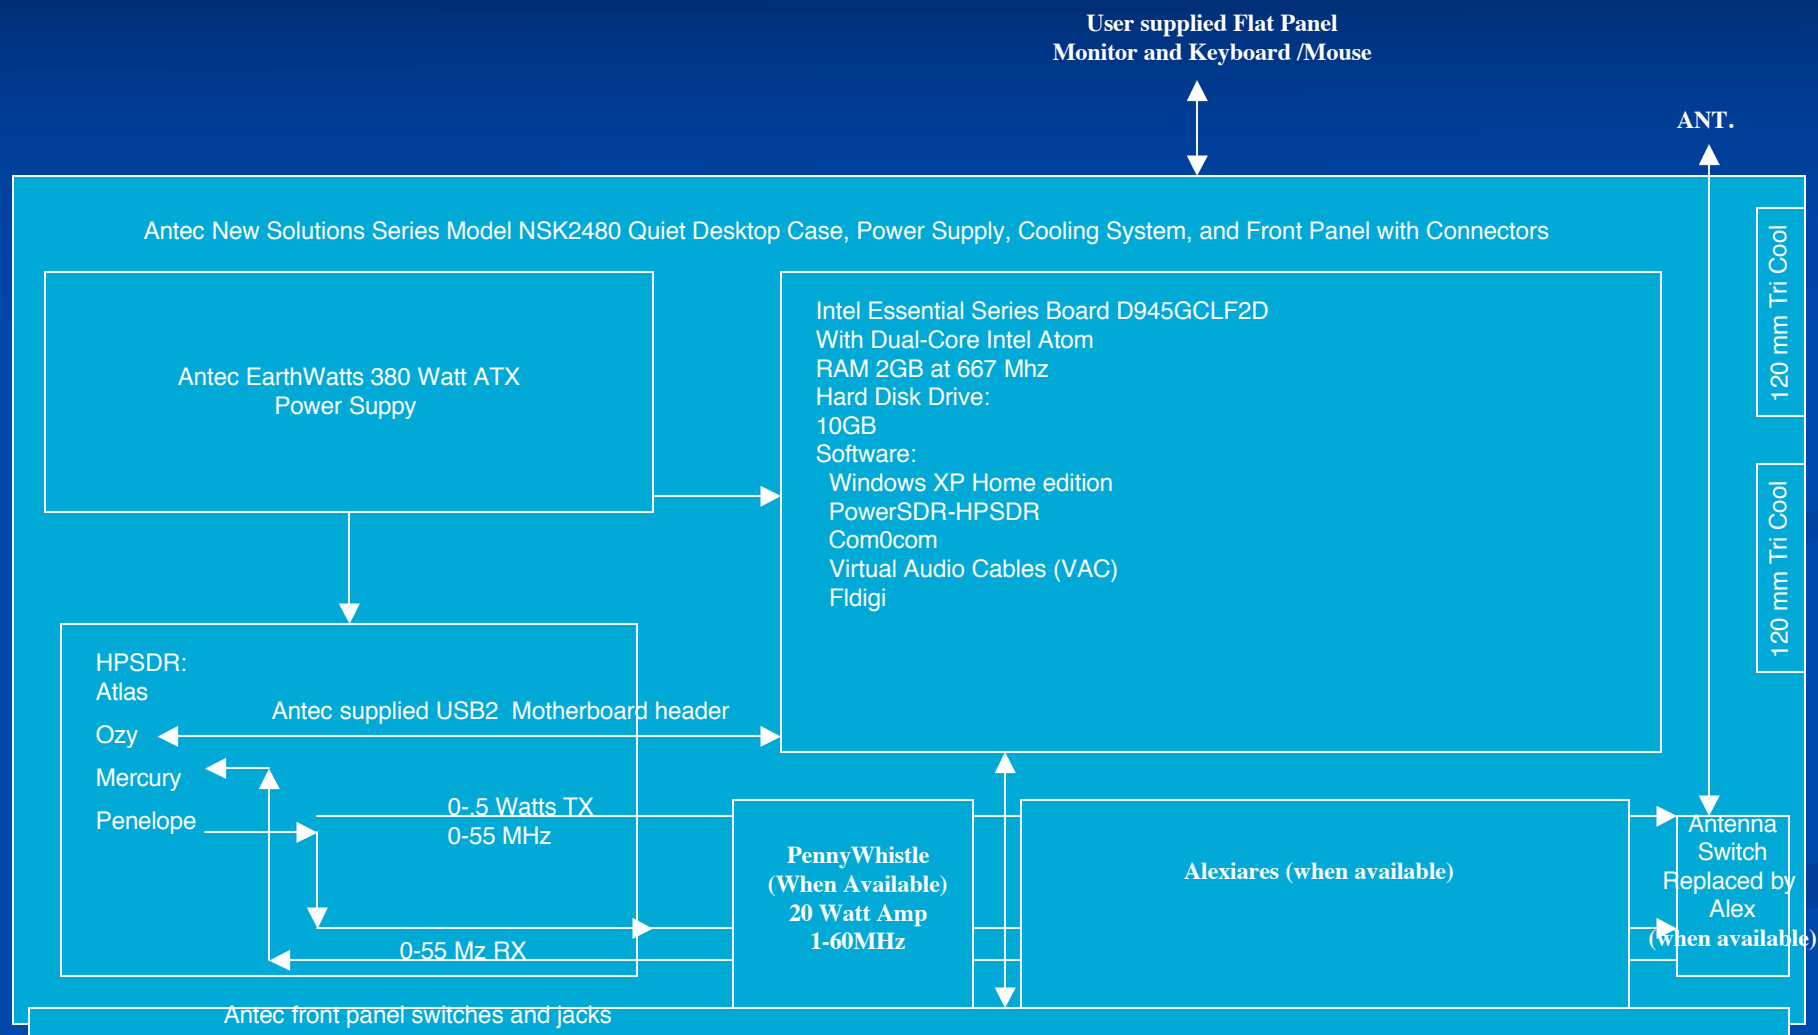 User supplied Flat Panel
Monitor and Keyboard /Mouse
ANT.
Antec New Solutions Series Model NSK2480 Quiet Desktop Case, Power Supply, Cooling System, and Front Panel with Connectors
120 mm Tri Cool
Antec EarthWatts 380 Watt ATX
Power Suppy
Intel Essential Series Board D945GCLF2D
With Dual-Core Intel Atom
RAM 2GB at 667 Mhz
Hard Disk Drive:
10GB
Software:
Windows XP Home edition
PowerSDR-HPSDR
Com0com
Virtual Audio Cables (VAC)
Fldigi
120 mm Tri Cool
HPSDR:
Atlas
Ozy
Mercury
Penelope
Antec supplied USB2  Motherboard header
0-.5 Watts TX
0-55 MHz
0-55 Mz RX
PennyWhistle
(When Available)
20 Watt Amp
1-60MHz
Alexiares (when available)
Antenna
Switch
Replaced by
Alex
(when available)
Antec front panel switches and jacks